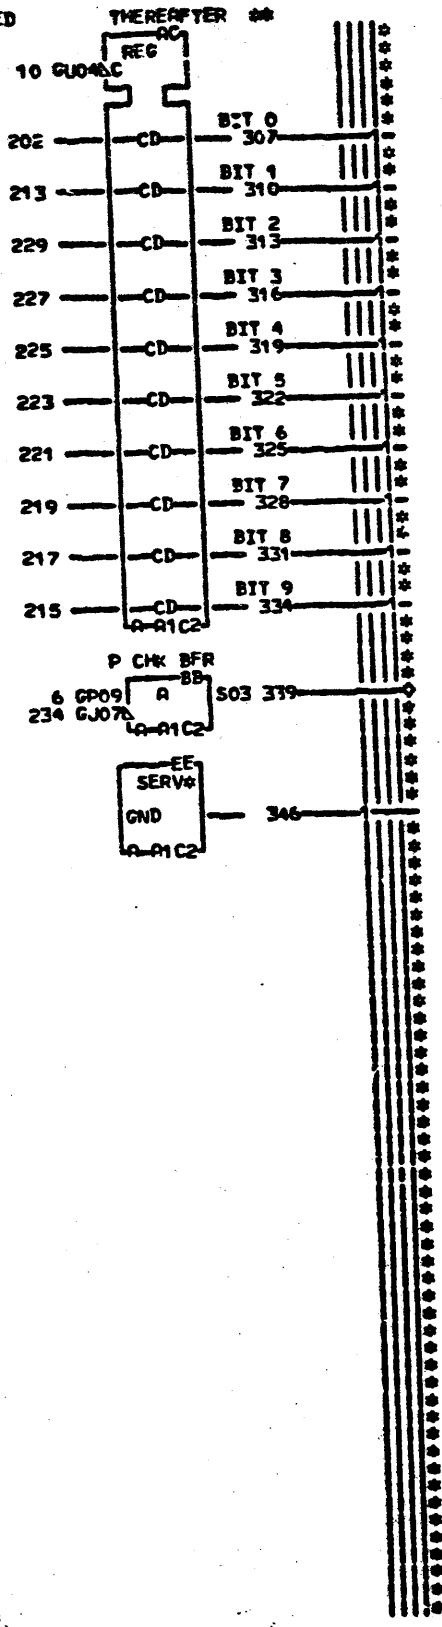 ED THEREAFTER **
AC
REG
10 GU04 C
BIT 0
202 CD 307
BIT 1
213 CD 310
BIT 2
229 CD 313
BIT 3
227 CD 316
BIT 4
225 CD 319
BIT 5
223 CD 322
BIT 6
221 CD 325
BIT 7
219 CD 328
BIT 8
217 CD 331
BIT 9
215 CD 334
A-A1C2
P CHK BFR
BB
6 GP09 A S03 339
234 GJ07
A-A1C2
EE
SERV*
GND 346
A-A1C2